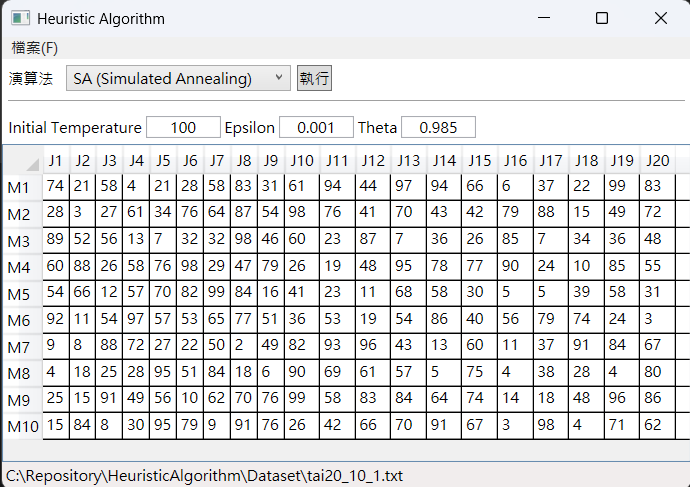 Heuristic Algorithm
檔案(F)
演算法 SA (Simulated Annealing) 執行
Initial Temperature 100 Epsilon 0.001 Theta 0.985
J1 J2 J3 J4 J5 J6 J7 J8 J9 J10 J11 J12 J13 J14 J15 J16 J17 J18 J19 J20
M1 74 21 58 4 21 28 58 83 31 61 94 44 97 94 66 6 37 22 99 83
M2 28 3 27 61 34 76 64 87 54 98 76 41 70 43 42 79 88 15 49 72
M3 89 52 56 13 7 32 32 98 46 60 23 87 7 36 26 85 7 34 36 48
M4 60 88 26 58 76 98 29 47 79 26 19 48 95 78 77 90 24 10 85 55
M5 54 66 12 57 70 82 99 84 16 41 23 11 68 58 30 5 5 39 58 31
M6 92 11 54 97 57 53 65 77 51 36 53 19 54 86 40 56 79 74 24 3
M7 9 8 88 72 27 22 50 2 49 82 93 96 43 13 60 11 37 91 84 67
M8 4 18 25 28 95 51 84 18 6 90 69 61 57 5 75 4 38 28 4 80
M9 25 15 91 49 56 10 62 70 76 99 58 83 84 64 74 14 18 48 96 86
M10 15 84 8 30 95 79 9 91 76 26 42 66 70 91 67 3 98 4 71 62
C:\Repository\HeuristicAlgorithm\Dataset\tai20_10_1.txt